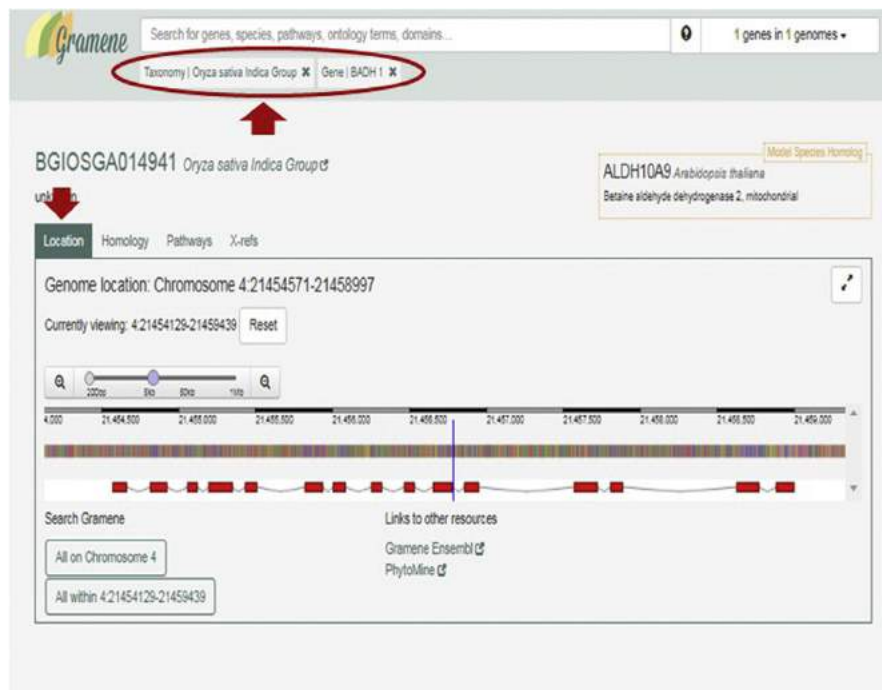 Gramene
Search for genes, species, pathways, ontology terms, domains...
1 genes in 1 genomes
Taxonomy | Oryza sativa Indica Group ✖ Gene | BADH 1 ✖
BGIOSGA014941 Oryza sativa Indica Group
Model Species Homolog
ALDH10A9 Arabidopsis thaliana
Betaine aldehyde dehydrogenase 2, mitochondrial
Location Homology Pathways X-refs
Genome location: Chromosome 4:21454571-21458997
Currently viewing: 4:21454129-21459439 Reset
200bp 5kb 50kb 1Mb
4,000 21,454,500 21,455,000 21,455,500 21,456,000 21,456,500 21,457,000 21,457,500 21,458,000 21,458,500 21,459,000
Search Gramene
Links to other resources
All on Chromosome 4
Gramene Ensembl
PhytoMine
All within 4:21454129-21459439